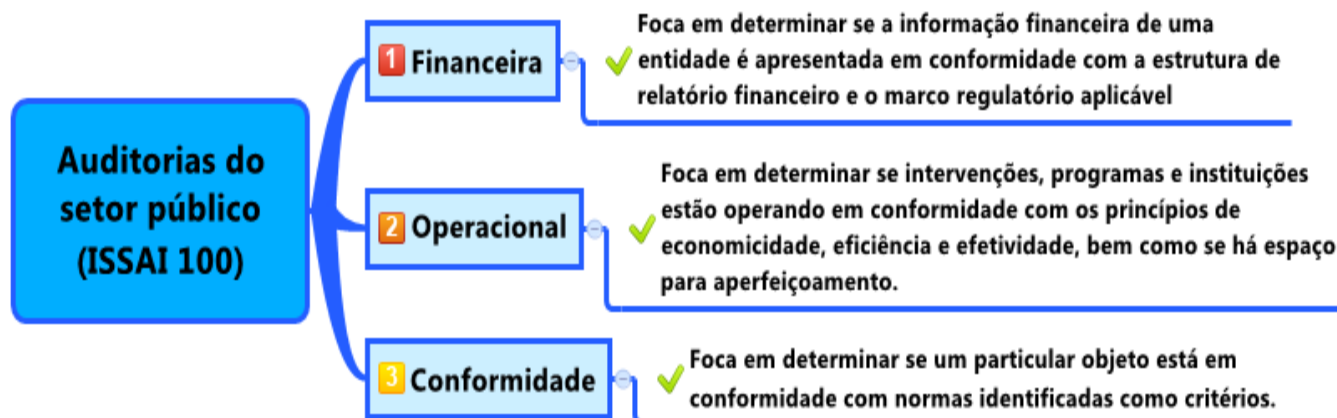 Auditorias do
setor público
(ISSAI 100)
1 Financeira
Foca em determinar se a informação financeira de uma
entidade é apresentada em conformidade com a estrutura de
relatório financeiro e o marco regulatório aplicável
2 Operacional
Foca em determinar se intervenções, programas e instituições
estão operando em conformidade com os princípios de
economicidade, eficiência e efetividade, bem como se há espaço
para aperfeiçoamento.
3 Conformidade
Foca em determinar se um particular objeto está em
conformidade com normas identificadas como critérios.